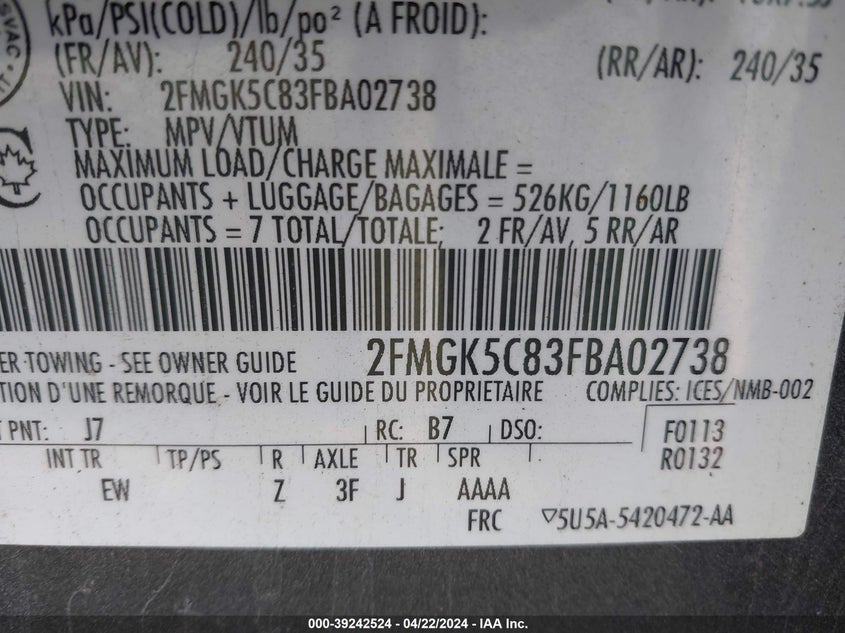 SVAC
kPa/PSI(COLD)/lb/po² (A FROID):
(FR/AV): 240/35 (RR/AR): 240/35
VIN: 2FMGK5C83FBA02738
TYPE: MPV/VTUM
MAXIMUM LOAD/CHARGE MAXIMALE =
OCCUPANTS + LUGGAGE/BAGAGES = 526KG/1160LB
OCCUPANTS = 7 TOTAL/TOTALE; 2 FR/AV, 5 RR/AR
TOWING - SEE OWNER GUIDE 2FMGK5C83FBA02738
D'UNE REMORQUE - VOIR LE GUIDE DU PROPRIETAIRE COMPLIES: ICES/NMB-002
PNT: J7 RC: B7 DSO: F0113
INT TR TP/PS R AXLE TR SPR R0132
EW Z 3F J AAAA
FRC ▽5U5A-5420472-AA
000-39242524 - 04/22/2024 - IAA Inc.